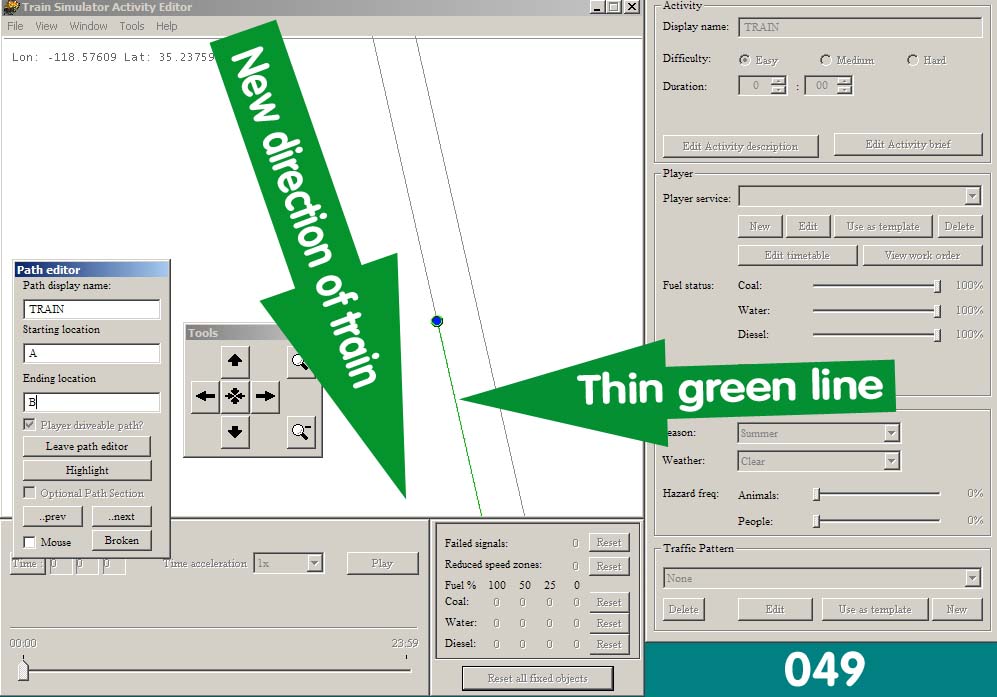 Train Simulator Activity Editor
File View Window Tools Help
Lon: -118.57609 Lat: 35.23759
New direction of train
Thin green line
Path editor
Path display name:
TRAIN
Starting location
A
Ending location
B
Player driveable path?
Leave path editor
Highlight
Optional Path Section
..prev ..next
Mouse Broken
Tools
Time : 0 0 0 Time acceleration 1x Play
00:00 23:59
Failed signals: 0 Reset
Reduced speed zones: 0 Reset
Fuel % 100 50 25 0
Coal: 0 0 0 0 Reset
Water: 0 0 0 0 Reset
Diesel: 0 0 0 0 Reset
Reset all fixed objects
Activity
Display name: TRAIN
Difficulty: Easy Medium Hard
Duration: 0 : 00
Edit Activity description Edit Activity brief
Player
Player service:
New Edit Use as template Delete
Edit timetable View work order
Fuel status: Coal: 100%
Water: 100%
Diesel: 100%
Summer
Weather: Clear
Hazard freq: Animals: 0%
People: 0%
Traffic Pattern
None
Delete Edit Use as template New
049